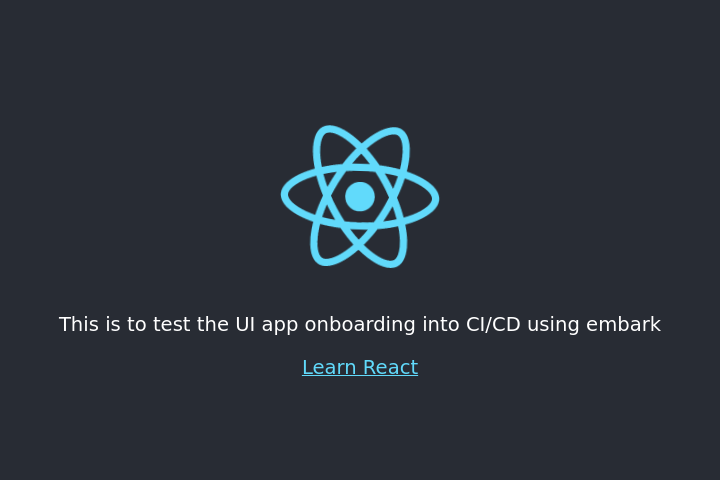 This is to test the UI app onboarding into CI/CD using embark
Learn React